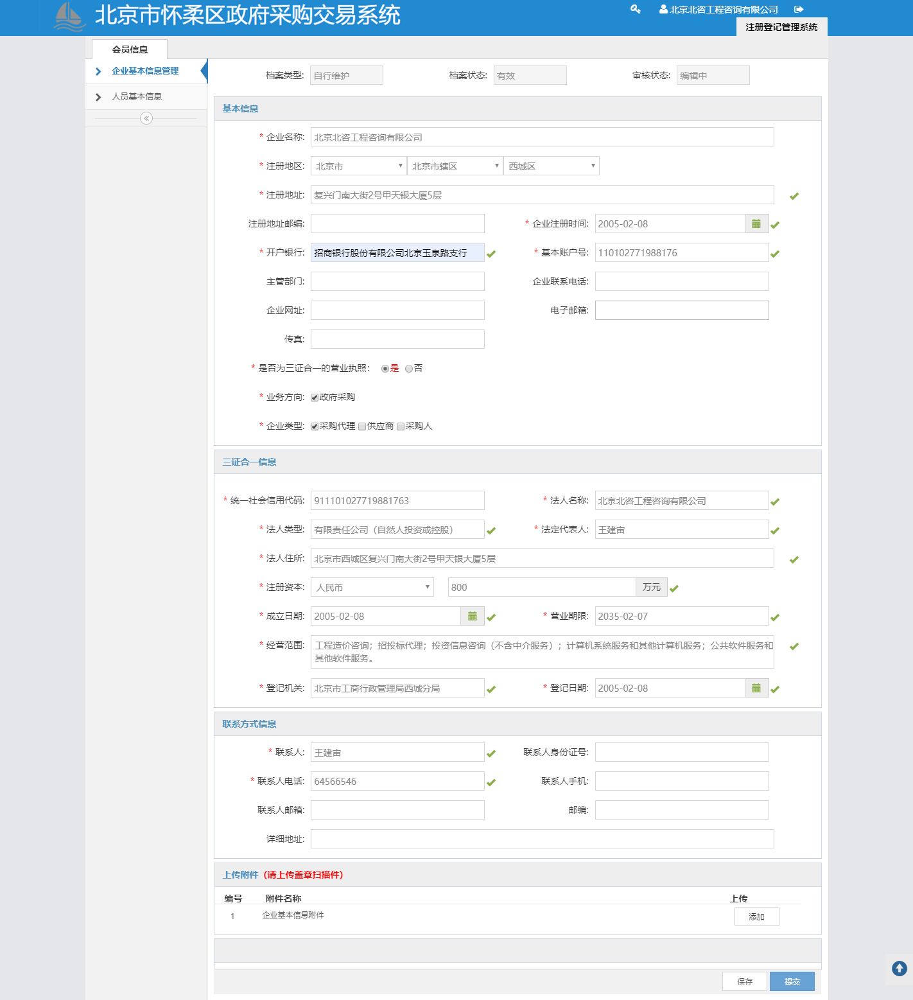 北京市怀柔区政府采购交易系统
北京北咨工程咨询有限公司
注册登记管理系统
会员信息
企业基本信息管理
人员基本信息
档案类型: 自行维护 档案状态: 有效 审核状态: 编辑中
基本信息
* 企业名称: 北京北咨工程咨询有限公司
* 注册地区: 北京市 北京市辖区 西城区
* 注册地址: 复兴门南大街2号甲天银大厦5层
注册地址邮编: * 企业注册时间: 2005-02-08
* 开户银行: 招商银行股份有限公司北京玉泉路支行 * 基本账户号: 110102771988176
主管部门: 企业联系电话:
企业网址: 电子邮箱:
传真:
* 是否为三证合一的营业执照: 是 否
* 业务方向: 政府采购
* 企业类型: 采购代理 供应商 采购人
三证合一信息
* 统一社会信用代码: 911101027719881763 * 法人名称: 北京北咨工程咨询有限公司
* 法人类型: 有限责任公司（自然人投资或控股） * 法定代表人: 王建宙
* 法人住所: 北京市西城区复兴门南大街2号甲天银大厦5层
* 注册资本: 人民币 800 万元
* 成立日期: 2005-02-08 * 营业期限: 2035-02-07
* 经营范围: 工程造价咨询；招投标代理；投资信息咨询（不含中介服务）；计算机系统服务和其他计算机服务；公共软件服务和
其他软件服务。
* 登记机关: 北京市工商行政管理局西城分局 * 登记日期: 2005-02-08
联系方式信息
* 联系人: 王建宙 联系人身份证号:
* 联系人电话: 64566546 联系人手机:
联系人邮箱: 邮编:
详细地址:
上传附件（请上传盖章扫描件）
编号 附件名称 上传
1 企业基本信息附件 添加
保存 提交